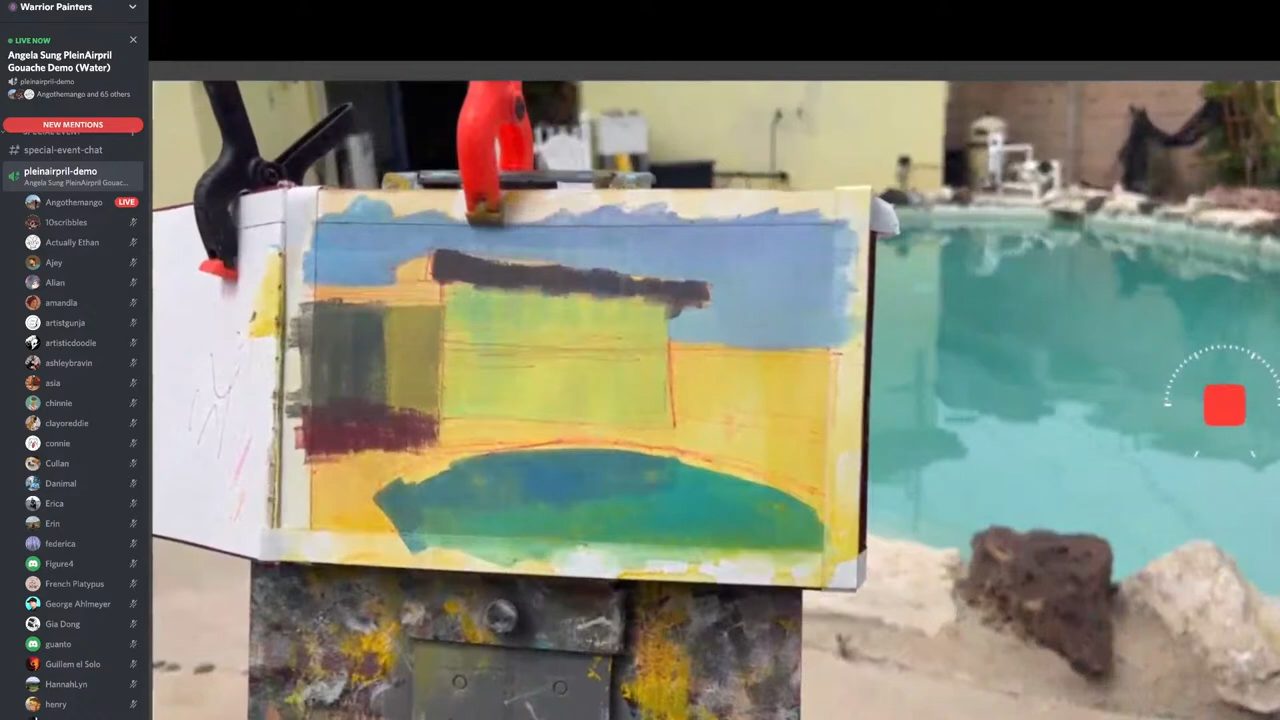 Warrior Painters
LIVE NOW
Angela Sung PleinAirpril
Gouache Demo (Water)
pleinairpril-demo
Angothemango and 65 others
NEW MENTIONS
special-event-chat
pleinairpril-demo
Angela Sung PleinAirpril Gouac...
Angothemango LIVE
10scribbles
Actually Ethan
Ajey
Alian
amandla
artistgunja
artisticdoodle
ashleybravin
asia
chinnie
clayoreddie
connie
Cullan
Danimal
Erica
Erin
federica
Figure4
French Platypus
George Ahlmeyer
Gia Dong
guanto
Guillem el Solo
HannahLyn
henry